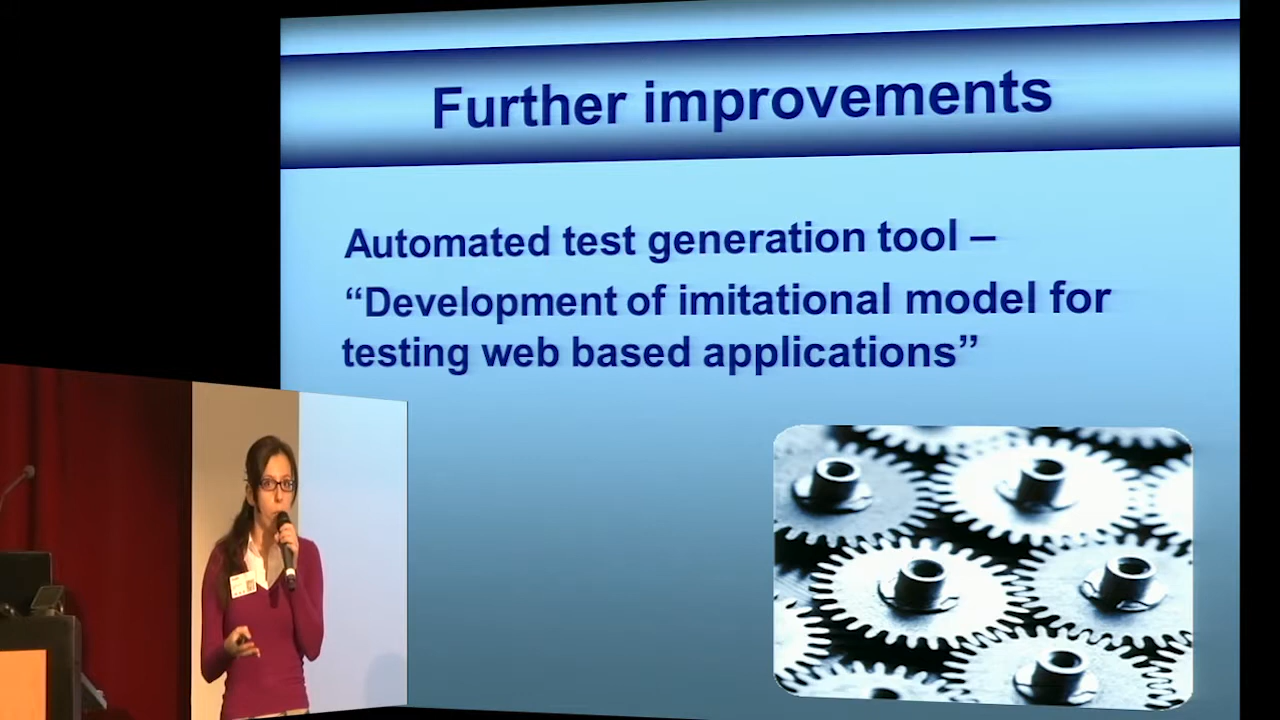 Further improvements
Automated test generation tool –
“Development of imitational model for
testing web based applications”